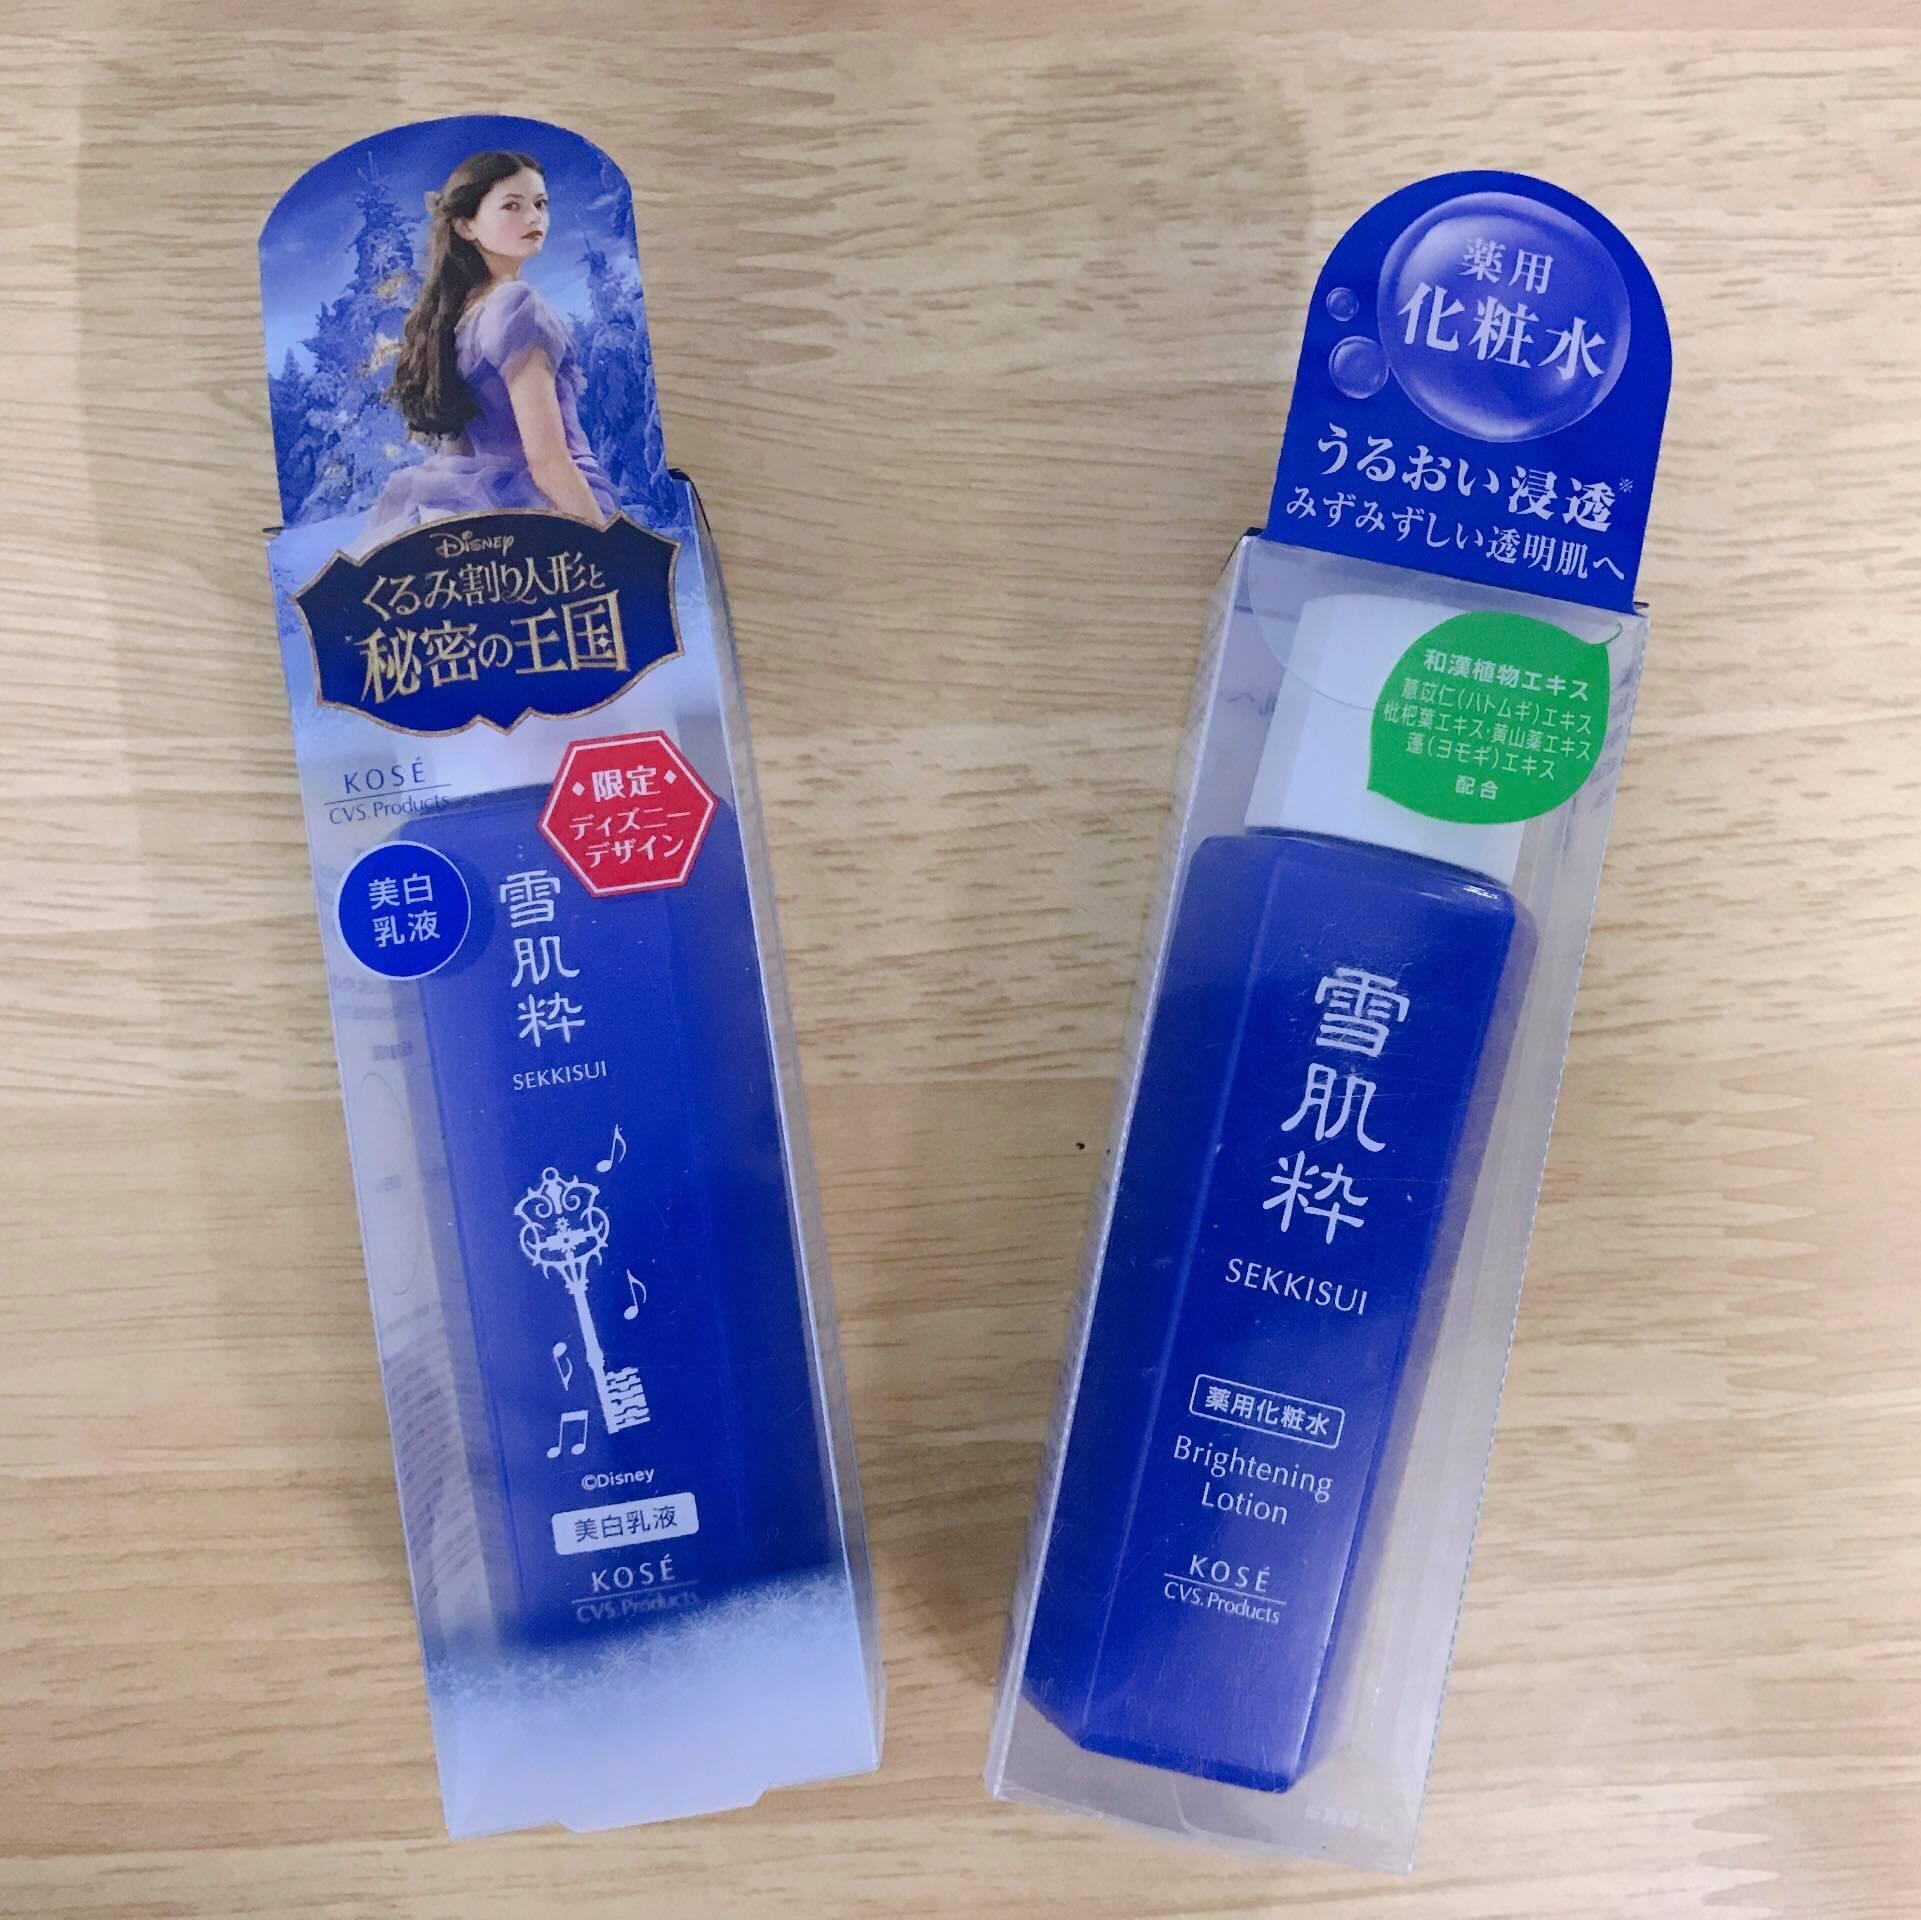 Disney
くるみ割り人形と
秘密の王国
KOSÉ
CVS.Products
限定
ディズニー
デザイン
美白
乳液
雪肌粋
SEKKISUI
©Disney
美白乳液
KOSÉ
CVS.Products
薬用
化粧水
うるおい浸透※
みずみずしい透明肌へ
和漢植物エキス
薏苡仁(ハトムギ)エキス
枇杷葉エキス・黄山薬エキス
蓬(ヨモギ)エキス
配合
雪肌粋
SEKKISUI
薬用化粧水
Brightening
Lotion
KOSÉ
CVS.Products